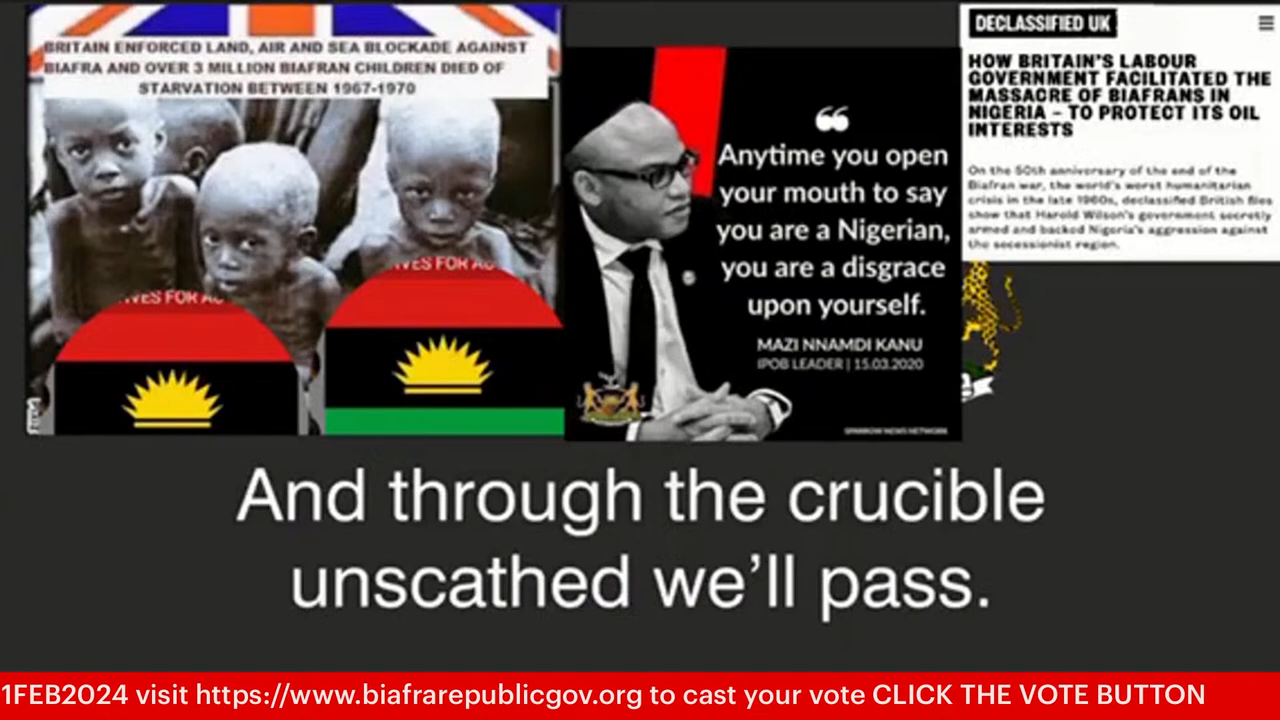 BRITAIN ENFORCED LAND, AIR AND SEA BLOCKADE AGAINST
BIAFRA AND OVER 3 MILLION BIAFRAN CHILDREN DIED OF
STARVATION BETWEEN 1967-1970
Anytime you open
your mouth to say
you are a Nigerian,
you are a disgrace
upon yourself.
MAZI NNAMDI KANU
IPOB LEADER | 15.03.2020
SPARROW NEWS NETWORK
DECLASSIFIED UK
HOW BRITAIN'S LABOUR
GOVERNMENT FACILITATED THE
MASSACRE OF BIAFRANS IN
NIGERIA – TO PROTECT ITS OIL
INTERESTS
On the 50th anniversary of the end of the
Biafran war, the world's worst humanitarian
crisis in the late 1960s, declassified British files
show that Harold Wilson's government secretly
armed and backed Nigeria's aggression against
the secessionist region.
And through the crucible
unscathed we'll pass.
1FEB2024 visit https://www.biafrarepublicgov.org to cast your vote CLICK THE VOTE BUTTON